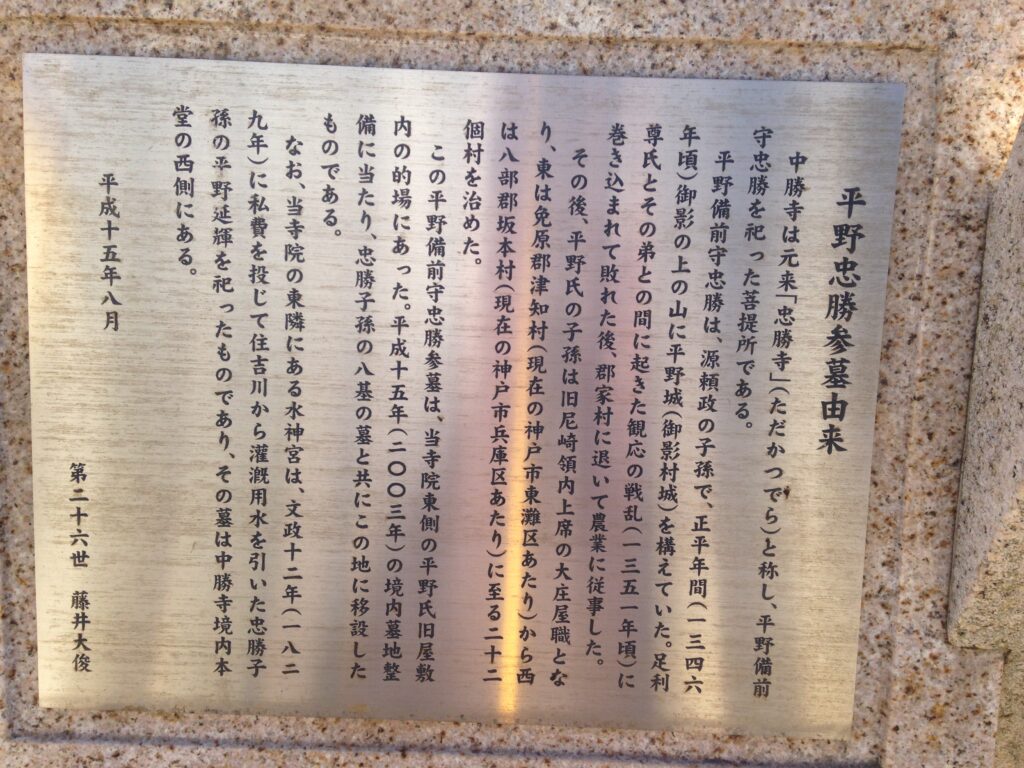 平野忠勝参墓由来
中勝寺は元来「忠勝寺」(ただかつでら)と称し、平野備前
守忠勝を祀った菩提所である。
平野備前守忠勝は、源頼政の子孫で、正平年間(一三四六
年頃)御影の上の山に平野城(御影村城)を構えていた。足利
尊氏とその弟との間に起きた観応の戦乱(一三五一年頃)に
巻き込まれて敗れた後、郡家村に退いて農業に従事した。
その後、平野氏の子孫は旧尼崎領内上席の大庄屋職とな
り、東は免原郡津知村(現在の神戸市東灘区あたり)から西
は八部郡坂本村(現在の神戸市兵庫区あたり)に至る二十二
個村を治めた。
この平野備前守忠勝参墓は、当寺院東側の平野氏旧屋敷
内の的場にあった。平成十五年(二〇〇三年)の境内墓地整
備に当たり、忠勝子孫の八基の墓と共にこの地に移設した
ものである。
なお、当寺院の東隣にある水神宮は、文政十二年(一八二
九年)に私費を投じて住吉川から灌漑用水を引いた忠勝子
孫の平野延輝を祀ったものであり、その墓は中勝寺境内本
堂の西側にある。
平成十五年八月
第二十六世 藤井大俊